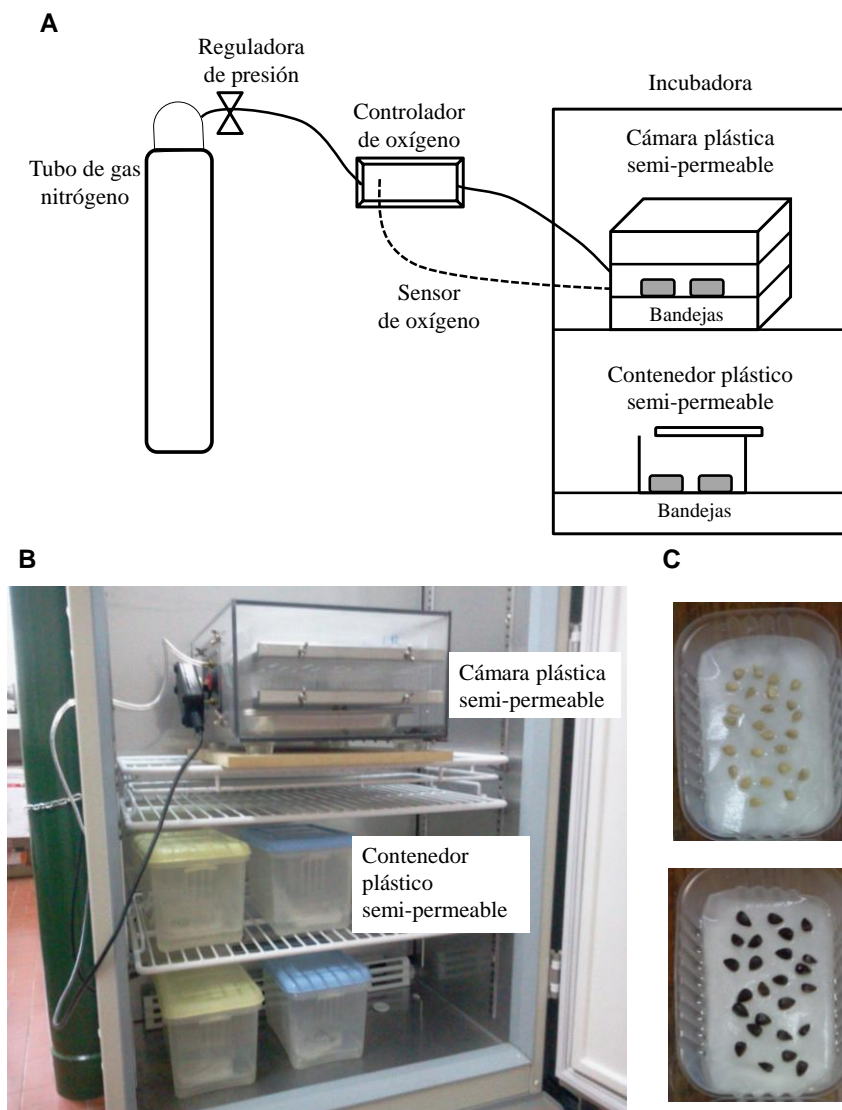 A
Reguladora
de presión
Incubadora
Controlador
de oxígeno
Cámara plástica
semi-permeable
Tubo de gas
nitrógeno
Sensor
de oxígeno
Bandejas
Contenedor plástico
semi-permeable
Bandejas
B
C
Cámara plástica
semi-permeable
Contenedor
plástico
semi-permeable